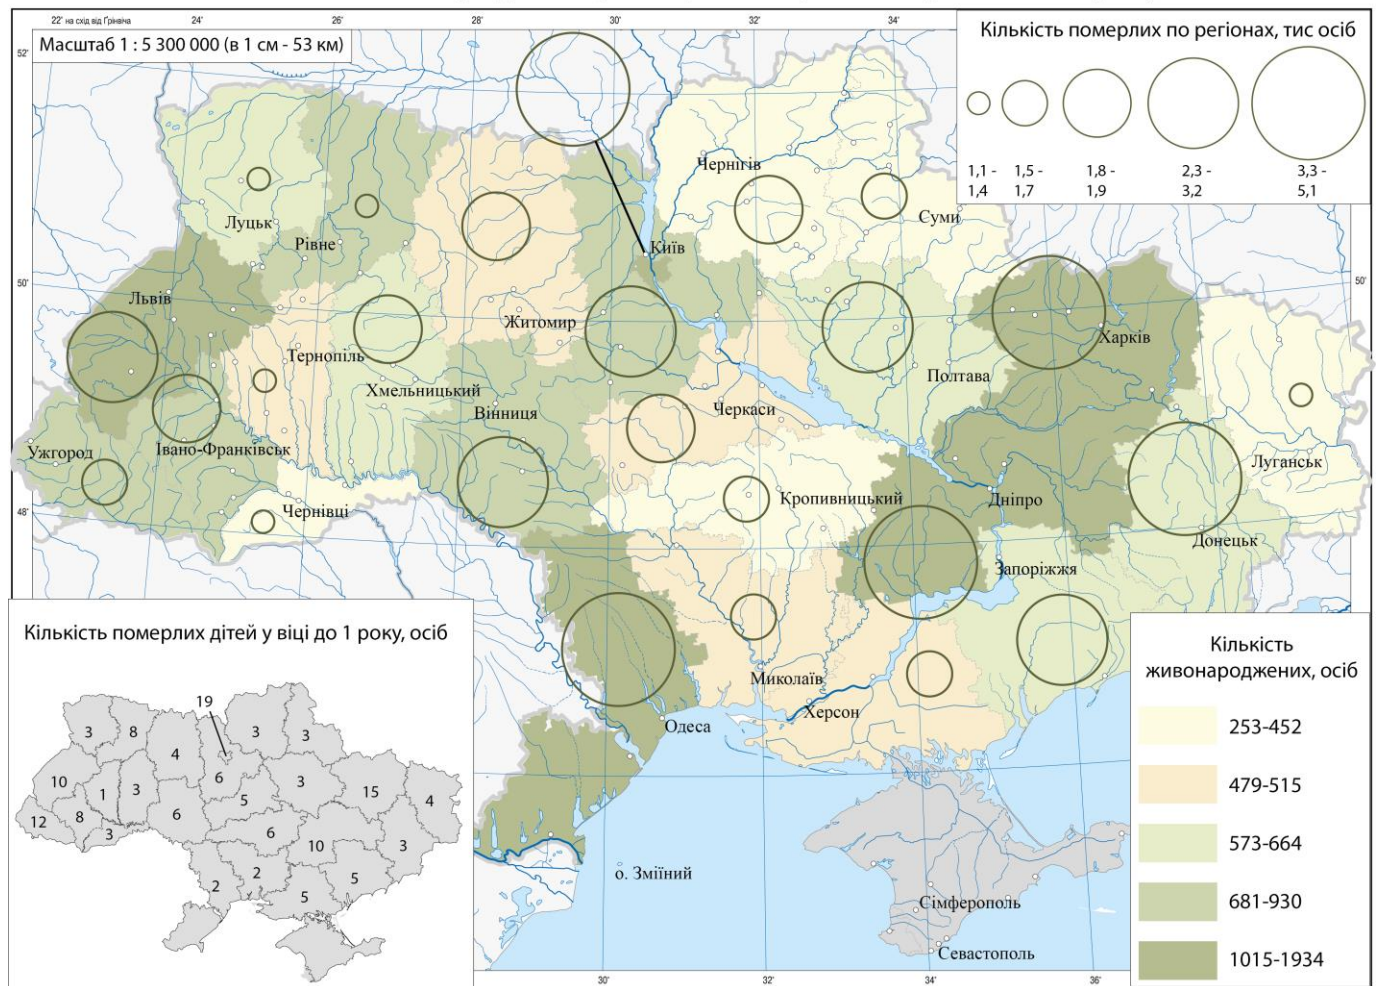 22' на схід від Ґрінвіча
24'
26'
28'
30'
32'
34'
52'
50'
48'
50'
Масштаб 1 : 5 300 000 (в 1 см - 53 км)
Кількість померлих по регіонах, тис осіб
1,1 - 1,4
1,5 - 1,7
1,8 - 1,9
2,3 - 3,2
3,3 - 5,1
Чернігів
Суми
Луцьк
Рівне
Київ
Львів
Житомир
Харків
Тернопіль
Хмельницький
Полтава
Вінниця
Черкаси
Ужгород
Івано-Франківськ
Луганськ
Чернівці
Кропивницький
Дніпро
Донецьк
Запоріжжя
Миколаїв
Херсон
Одеса
о. Зміїний
Сімферополь
Севастополь
30'
32'
34'
36'
Кількість померлих дітей у віці до 1 року, осіб
19
3
8
4
3
3
10
1
3
6
6
5
3
15
4
12
8
3
6
10
3
2
2
5
5
Кількість
живонароджених, осіб
253-452
479-515
573-664
681-930
1015-1934